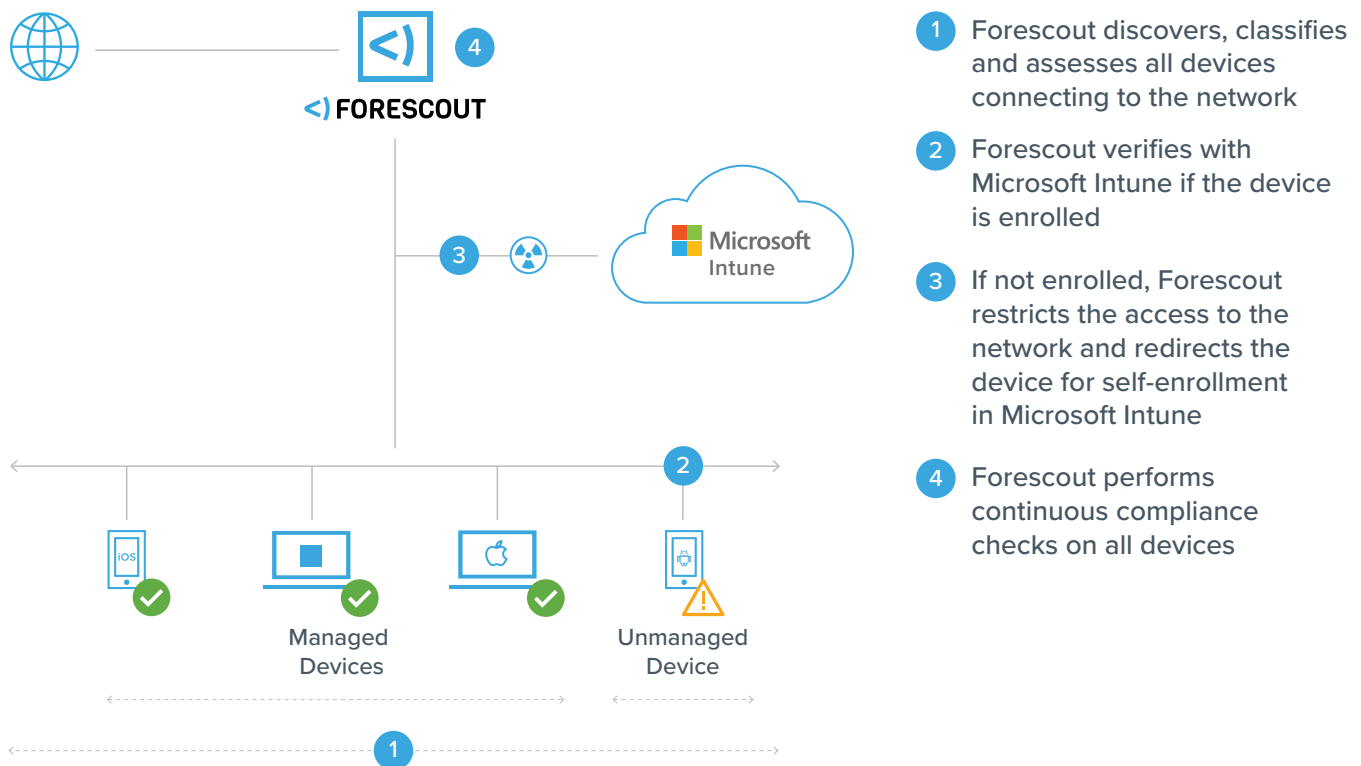 4
FORESCOUT
3
Microsoft
Intune
2
iOS
Managed
Devices
Unmanaged
Device
1
1 Forescout discovers, classifies
and assesses all devices
connecting to the network
2 Forescout verifies with
Microsoft Intune if the device
is enrolled
3 If not enrolled, Forescout
restricts the access to the
network and redirects the
device for self-enrollment
in Microsoft Intune
4 Forescout performs
continuous compliance
checks on all devices